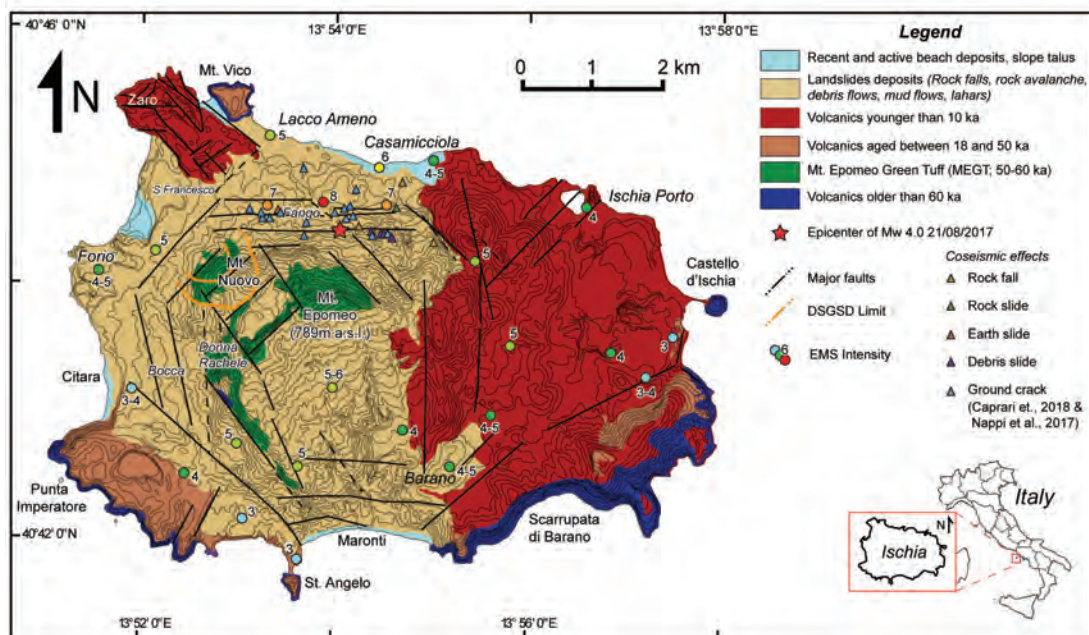 40°46'0"N
13°54'0"E
13°58'0"E
Legend
Recent and active beach deposits, slope talus
Landslides deposits (Rock falls, rock avalanche,
debris flows, mud flows, lahars)
Volcanics younger than 10 ka
Volcanics aged between 18 and 50 ka
Mt. Epomeo Green Tuff (MEGT; 50-60 ka)
Volcanics older than 60 ka
Epicenter of Mw 4.0 21/08/2017
Major faults
DSGSD Limit
6
EMS Intensity
Coseismic effects
Rock fall
Rock slide
Earth slide
Debris slide
Ground crack
(Caprari et., 2018 &
Nappi et al., 2017)
N
0 1 2 km
Mt. Vico
Zaro
5
Lacco Ameno
Casamicciola
6
4-5
S Francesco
7
8
7
Fango
Ischia Porto
4
Forio
4-5
5
5
Mt.
Nuovo
Mt.
Epomeo
(789m a.s.l.)
Castello
d'Ischia
3
5
4
Donna
Rachele
Bocca
Citara
3-4
5-6
3-4
4-5
4
5
5
Barano
4-5
4
Punta
Imperatore
3
3
Maronti
St. Angelo
Scarrupata
di Barano
40°42'0"N
13°52'0"E
13°56'0"E
Italy
N
Ischia